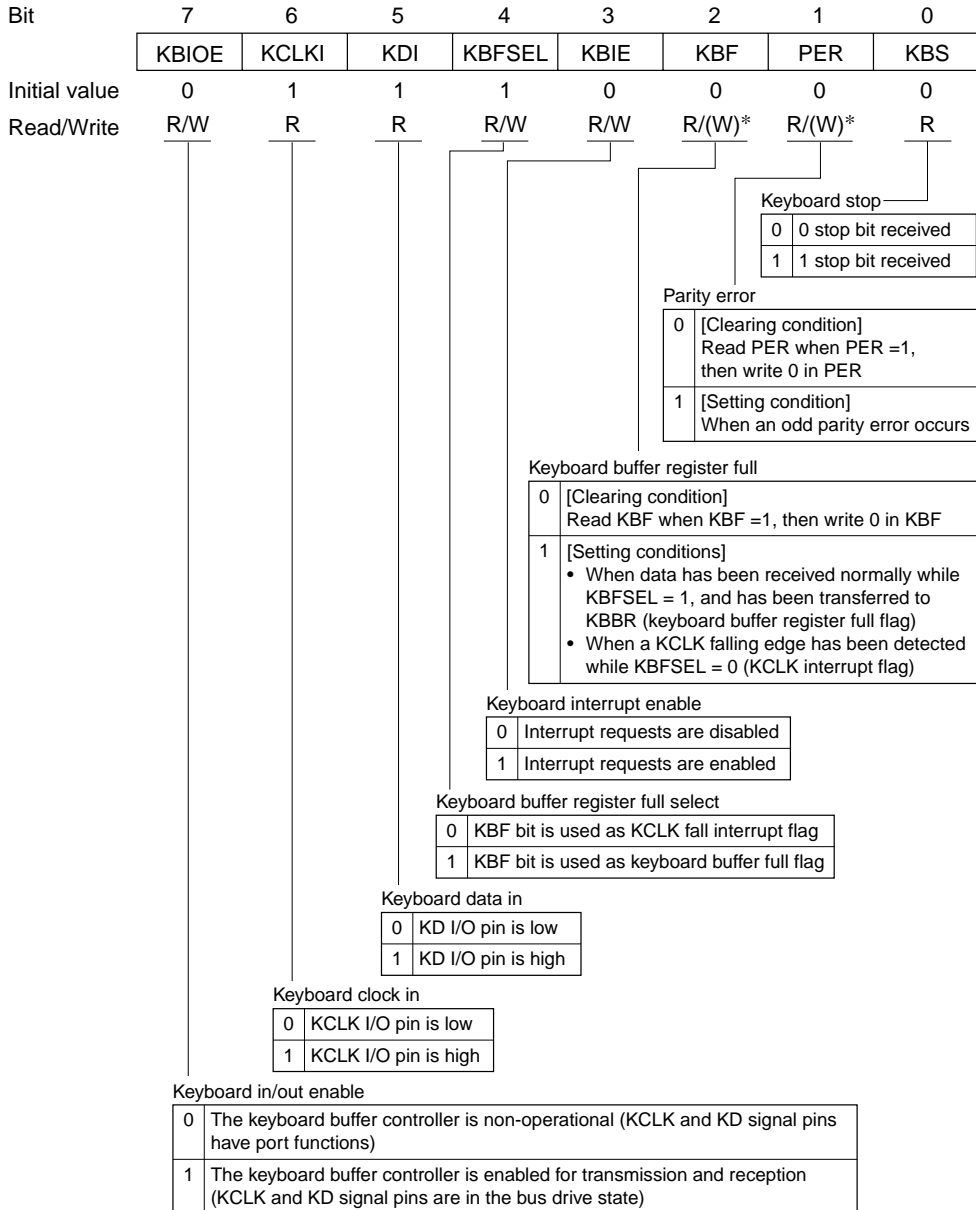 Bit 7 6 5 4 3 2 1 0
KBIOE KCLKI KDI KBFSEL KBIE KBF PER KBS
Initial value 0 1 1 1 0 0 0 0
Read/Write R/W R R R/W R/W R/(W)* R/(W)* R
Keyboard stop
0 0 stop bit received
1 1 stop bit received
Parity error
0 [Clearing condition]
Read PER when PER =1,
then write 0 in PER
1 [Setting condition]
When an odd parity error occurs
Keyboard buffer register full
0 [Clearing condition]
Read KBF when KBF =1, then write 0 in KBF
1 [Setting conditions]
• When data has been received normally while
KBFSEL = 1, and has been transferred to
KBBR (keyboard buffer register full flag)
• When a KCLK falling edge has been detected
while KBFSEL = 0 (KCLK interrupt flag)
Keyboard interrupt enable
0 Interrupt requests are disabled
1 Interrupt requests are enabled
Keyboard buffer register full select
0 KBF bit is used as KCLK fall interrupt flag
1 KBF bit is used as keyboard buffer full flag
Keyboard data in
0 KD I/O pin is low
1 KD I/O pin is high
Keyboard clock in
0 KCLK I/O pin is low
1 KCLK I/O pin is high
Keyboard in/out enable
0 The keyboard buffer controller is non-operational (KCLK and KD signal pins
have port functions)
1 The keyboard buffer controller is enabled for transmission and reception
(KCLK and KD signal pins are in the bus drive state)